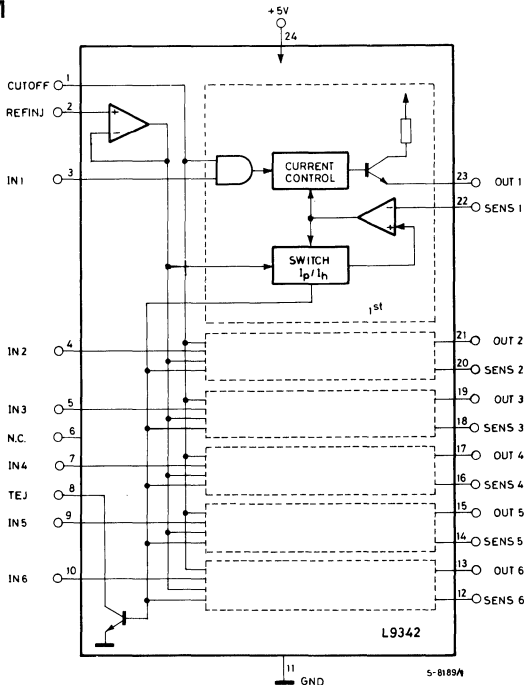 +5V
24
CUTOFF 1
REFINJ 2
+
−
IN1 3
CURRENT
CONTROL
23 OUT 1
22 SENS 1
−
+
SWITCH
Ip/Ih
1st
IN2 4
21 OUT 2
20 SENS 2
IN3 5
19 OUT 3
18 SENS 3
N.C. 6
IN4 7
17 OUT 4
16 SENS 4
TEJ 8
IN5 9
15 OUT 5
14 SENS 5
IN6 10
13 OUT 6
12 SENS 6
L9342
11
GND
5-8189/1